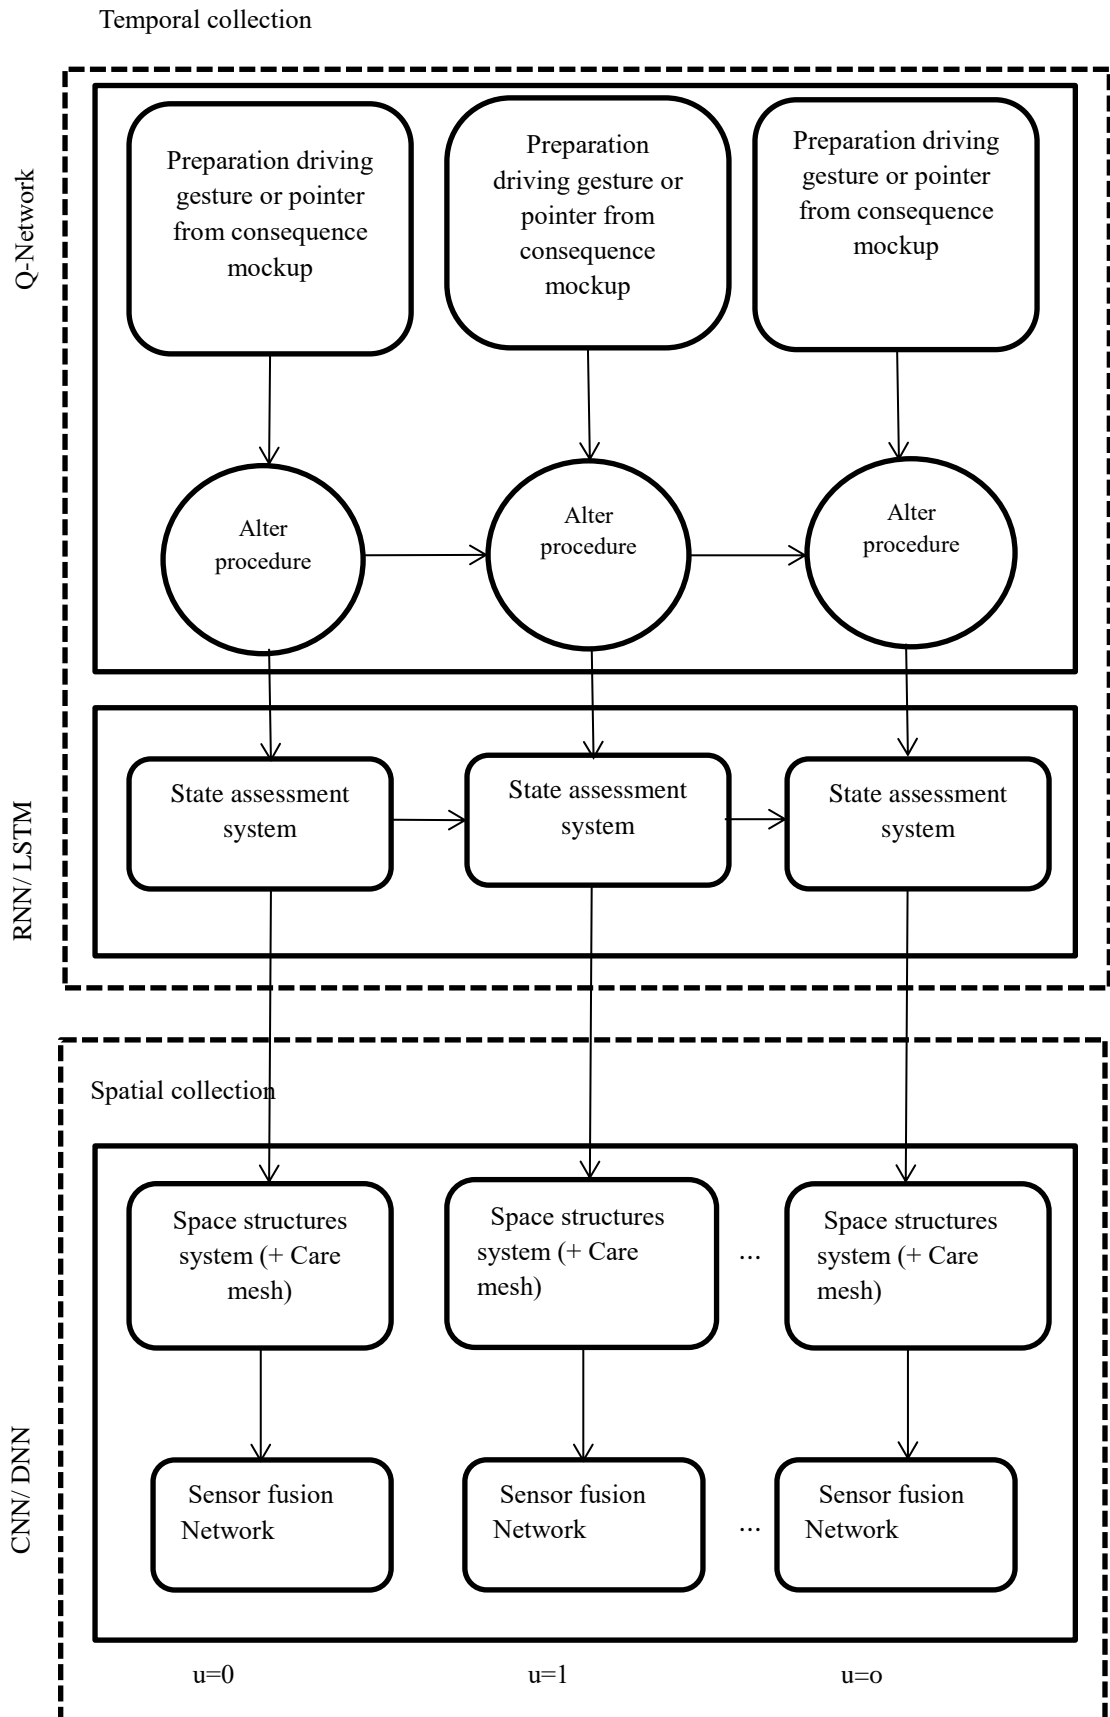 Temporal collection
Q-Network
Preparation driving
gesture or pointer
from consequence
mockup
Preparation
driving gesture or
pointer from
consequence
mockup
Preparation driving
gesture or pointer
from consequence
mockup
Alter
procedure
Alter
procedure
Alter
procedure
RNN/ LSTM
State assessment
system
State assessment
system
State assessment
system
Spatial collection
Space structures
system (+ Care
mesh)
Space structures
system (+ Care
mesh)
...
Space structures
system (+ Care
mesh)
CNN/ DNN
Sensor fusion
Network
Sensor fusion
Network
...
Sensor fusion
Network
u=0
u=1
u=o